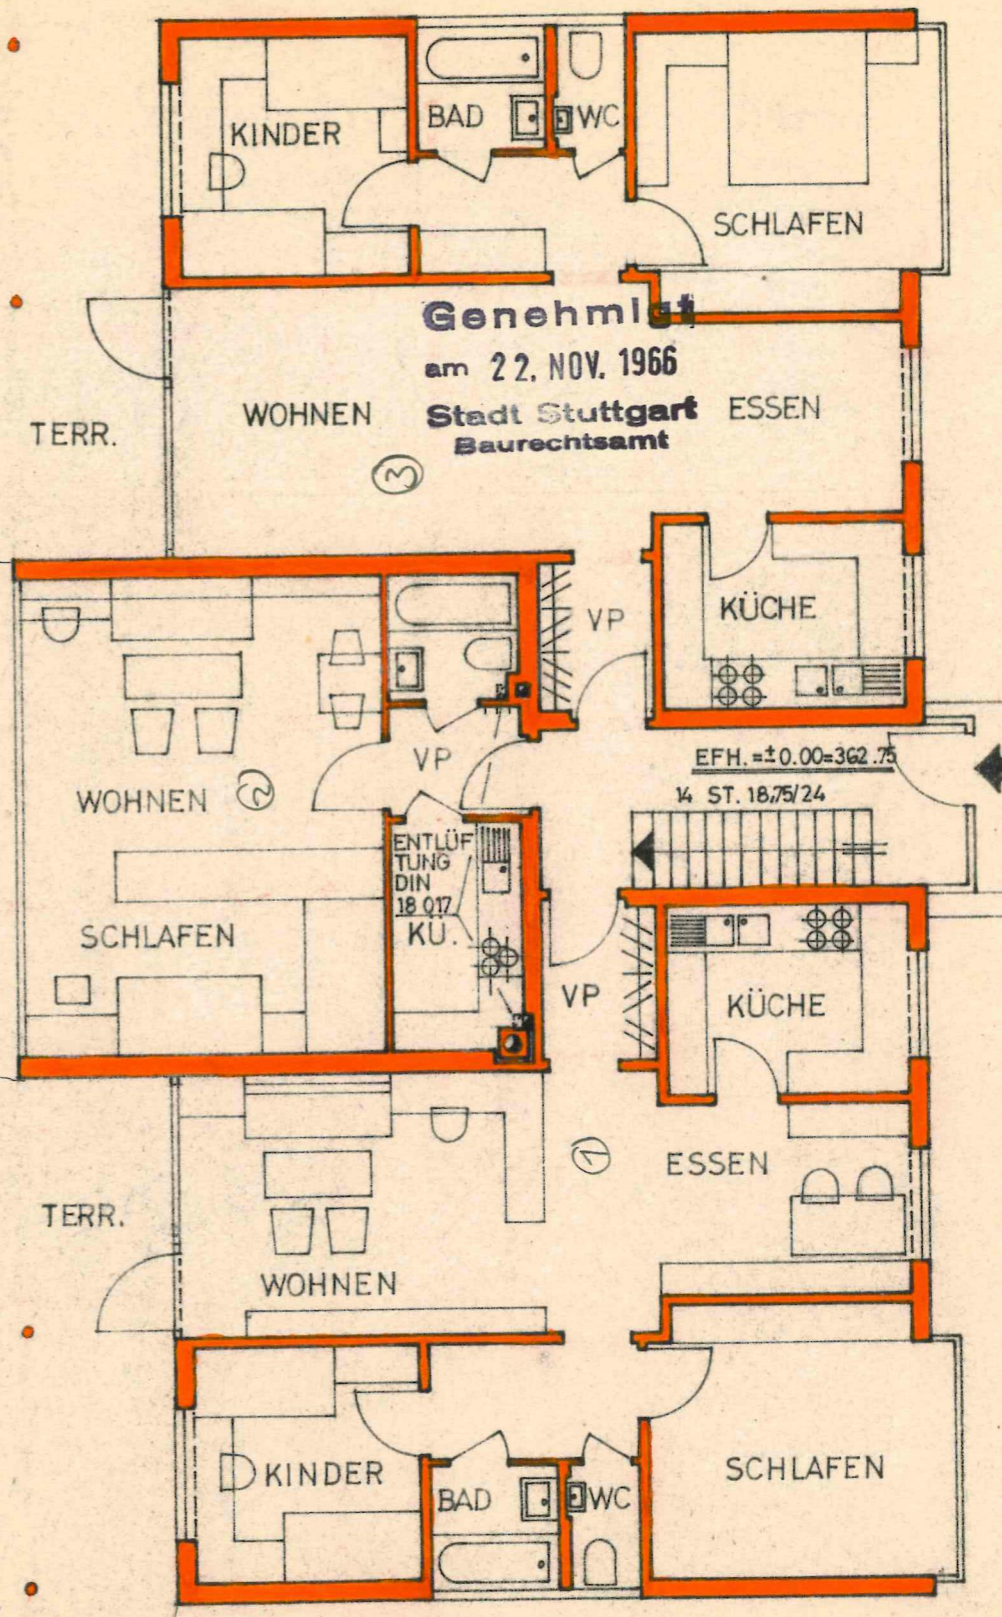 KINDER
BAD
WC
SCHLAFEN
Genehmigt
am 22. NOV. 1966
Stadt Stuttgart
Baurechtsamt
WOHNEN
ESSEN
TERR.
3
VP
KÜCHE
EFH.=±0.00=362.75
14 ST. 18,75/24
VP
WOHNEN
2
ENTLÜF
TUNG
DIN
18 017
KÜ.
SCHLAFEN
VP
KÜCHE
1
ESSEN
TERR.
WOHNEN
KINDER
BAD
WC
SCHLAFEN